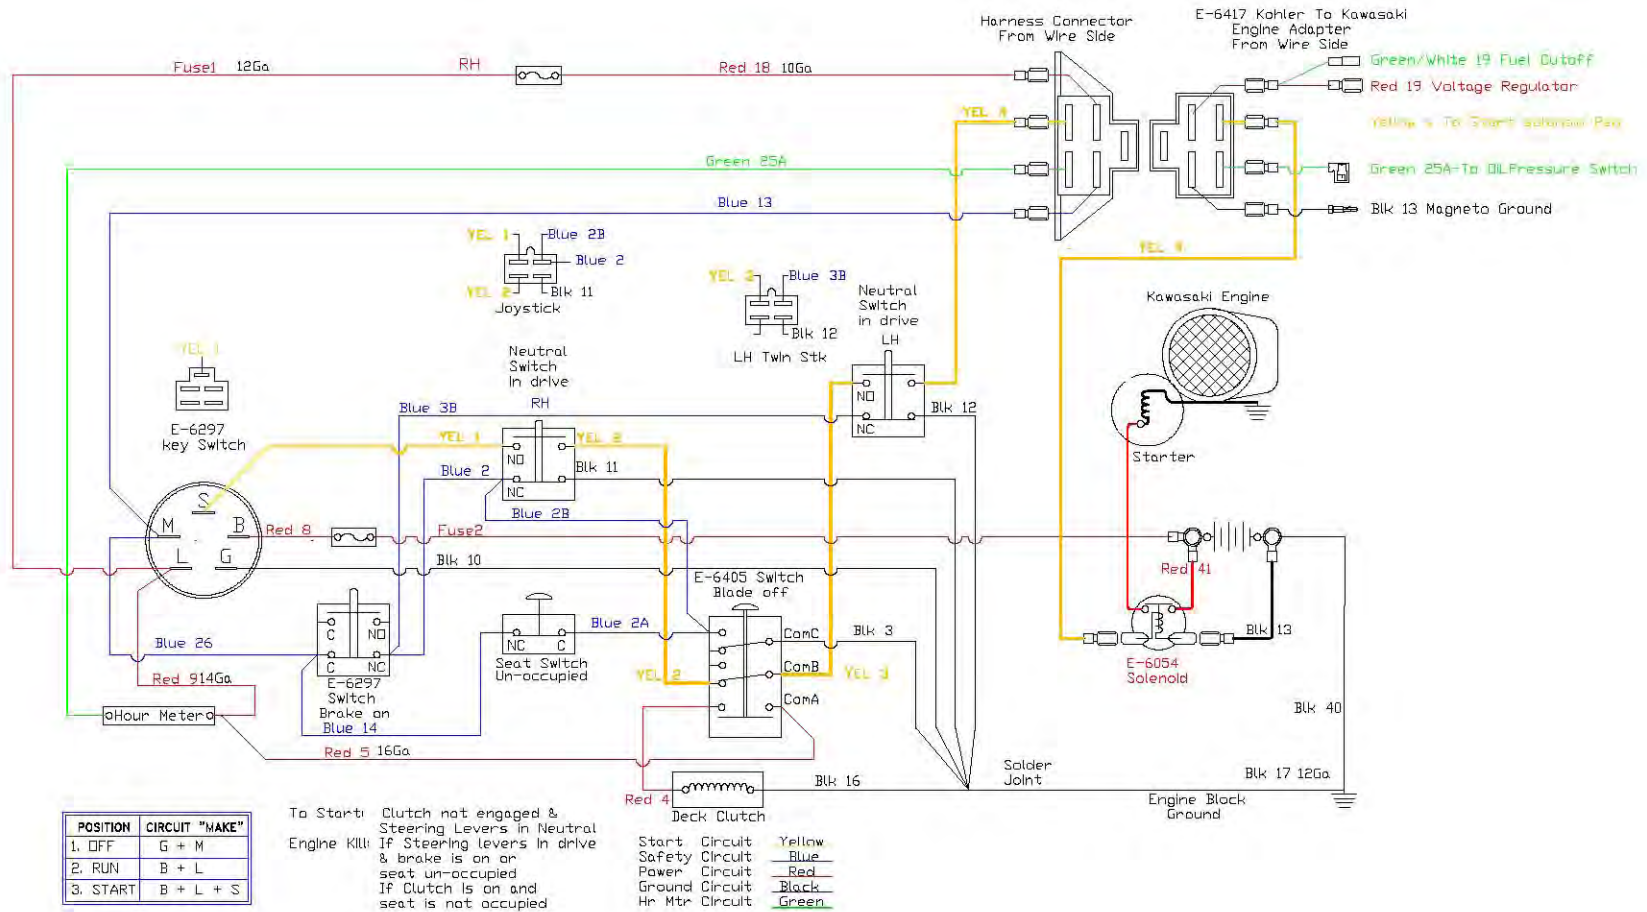 Harness Connector
From Wire Side
E-6417 Kohler To Kawasaki
Engine Adapter
From Wire Side
Fuse1 12Ga
RH
Red 18 10Ga
Green/White 19 Fuel Cutoff
Red 19 Voltage Regulator
YEL 4
Yellow 4 To Start Solenoid Pad
Green 25A
Green 25A-To OILPressure Switch
Blue 13
Blk 13 Magneto Ground
YEL 1
Blue 2B
Blue 2
YEL 2
Blk 11
Joystick
YEL 2
Blue 3B
Blk 12
LH Twin Stk
Neutral
Switch
in drive
LH
NO
NC
YEL 4
Kawasaki Engine
Starter
YEL 1
E-6297
key Switch
Neutral
Switch
In drive
RH
Blue 3B
Blk 12
YEL 1
YEL 2
NO
Blue 2
Blk 11
NC
Blue 2B
S
M
B
L
G
Red 8
Fuse2
Blk 10
Red 41
E-6405 Switch
Blade off
C
NO
C
NC
E-6297
Switch
Brake on
Blue 26
NC
C
Seat Switch
Un-occupied
Blue 2A
ComC
Blk 3
YEL 2
ComB
YEL 3
ComA
Blk 13
E-6054
Solenoid
Red 914Ga
Hour Meter
Blue 14
Red 5 16Ga
Blk 40
Solder
Joint
Blk 17 12Ga
Red 4
Blk 16
Deck Clutch
Engine Block
Ground
POSITION CIRCUIT "MAKE"
1. OFF G + M
2. RUN B + L
3. START B + L + S
To Start: Clutch not engaged &
Steering Levers in Neutral
Engine Kill: If Steering levers in drive
& brake is on or
seat un-occupied
If Clutch is on and
seat is not occupied
Start Circuit Yellow
Safety Circuit Blue
Power Circuit Red
Ground Circuit Black
Hr Mtr Circuit Green